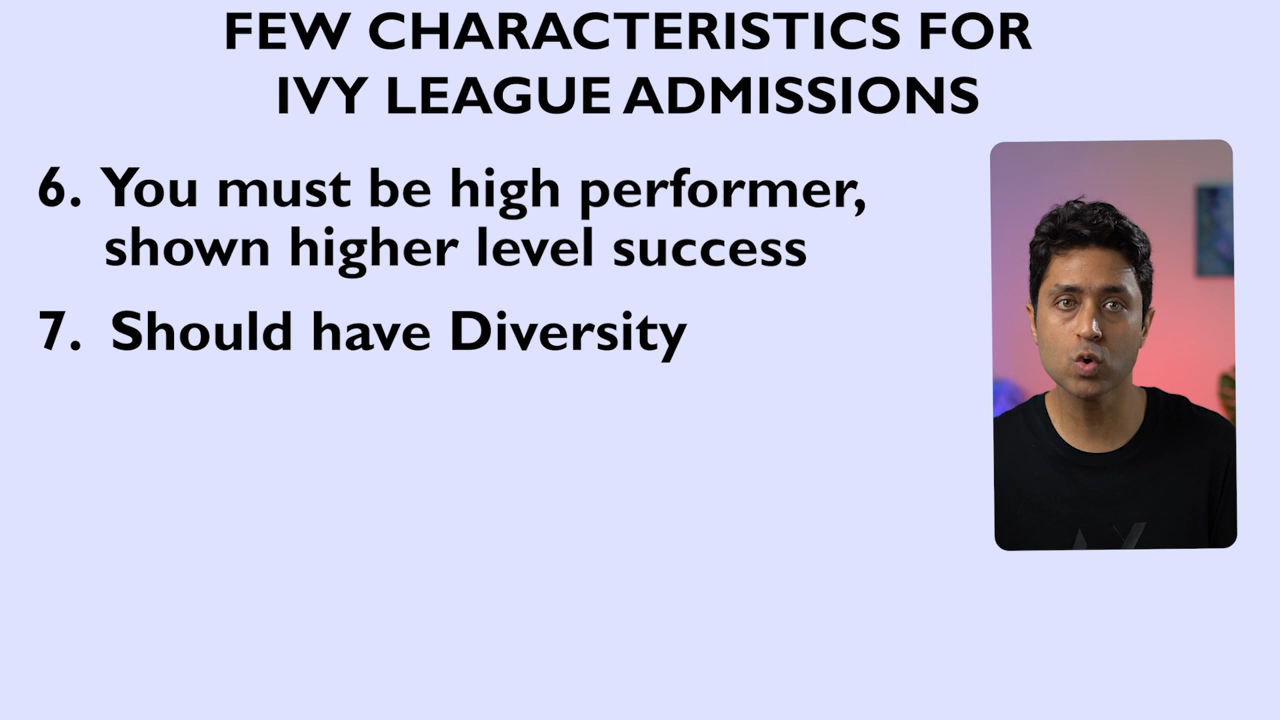 FEW CHARACTERISTICS FOR
IVY LEAGUE ADMISSIONS
6. You must be high performer,
shown higher level success
7. Should have Diversity